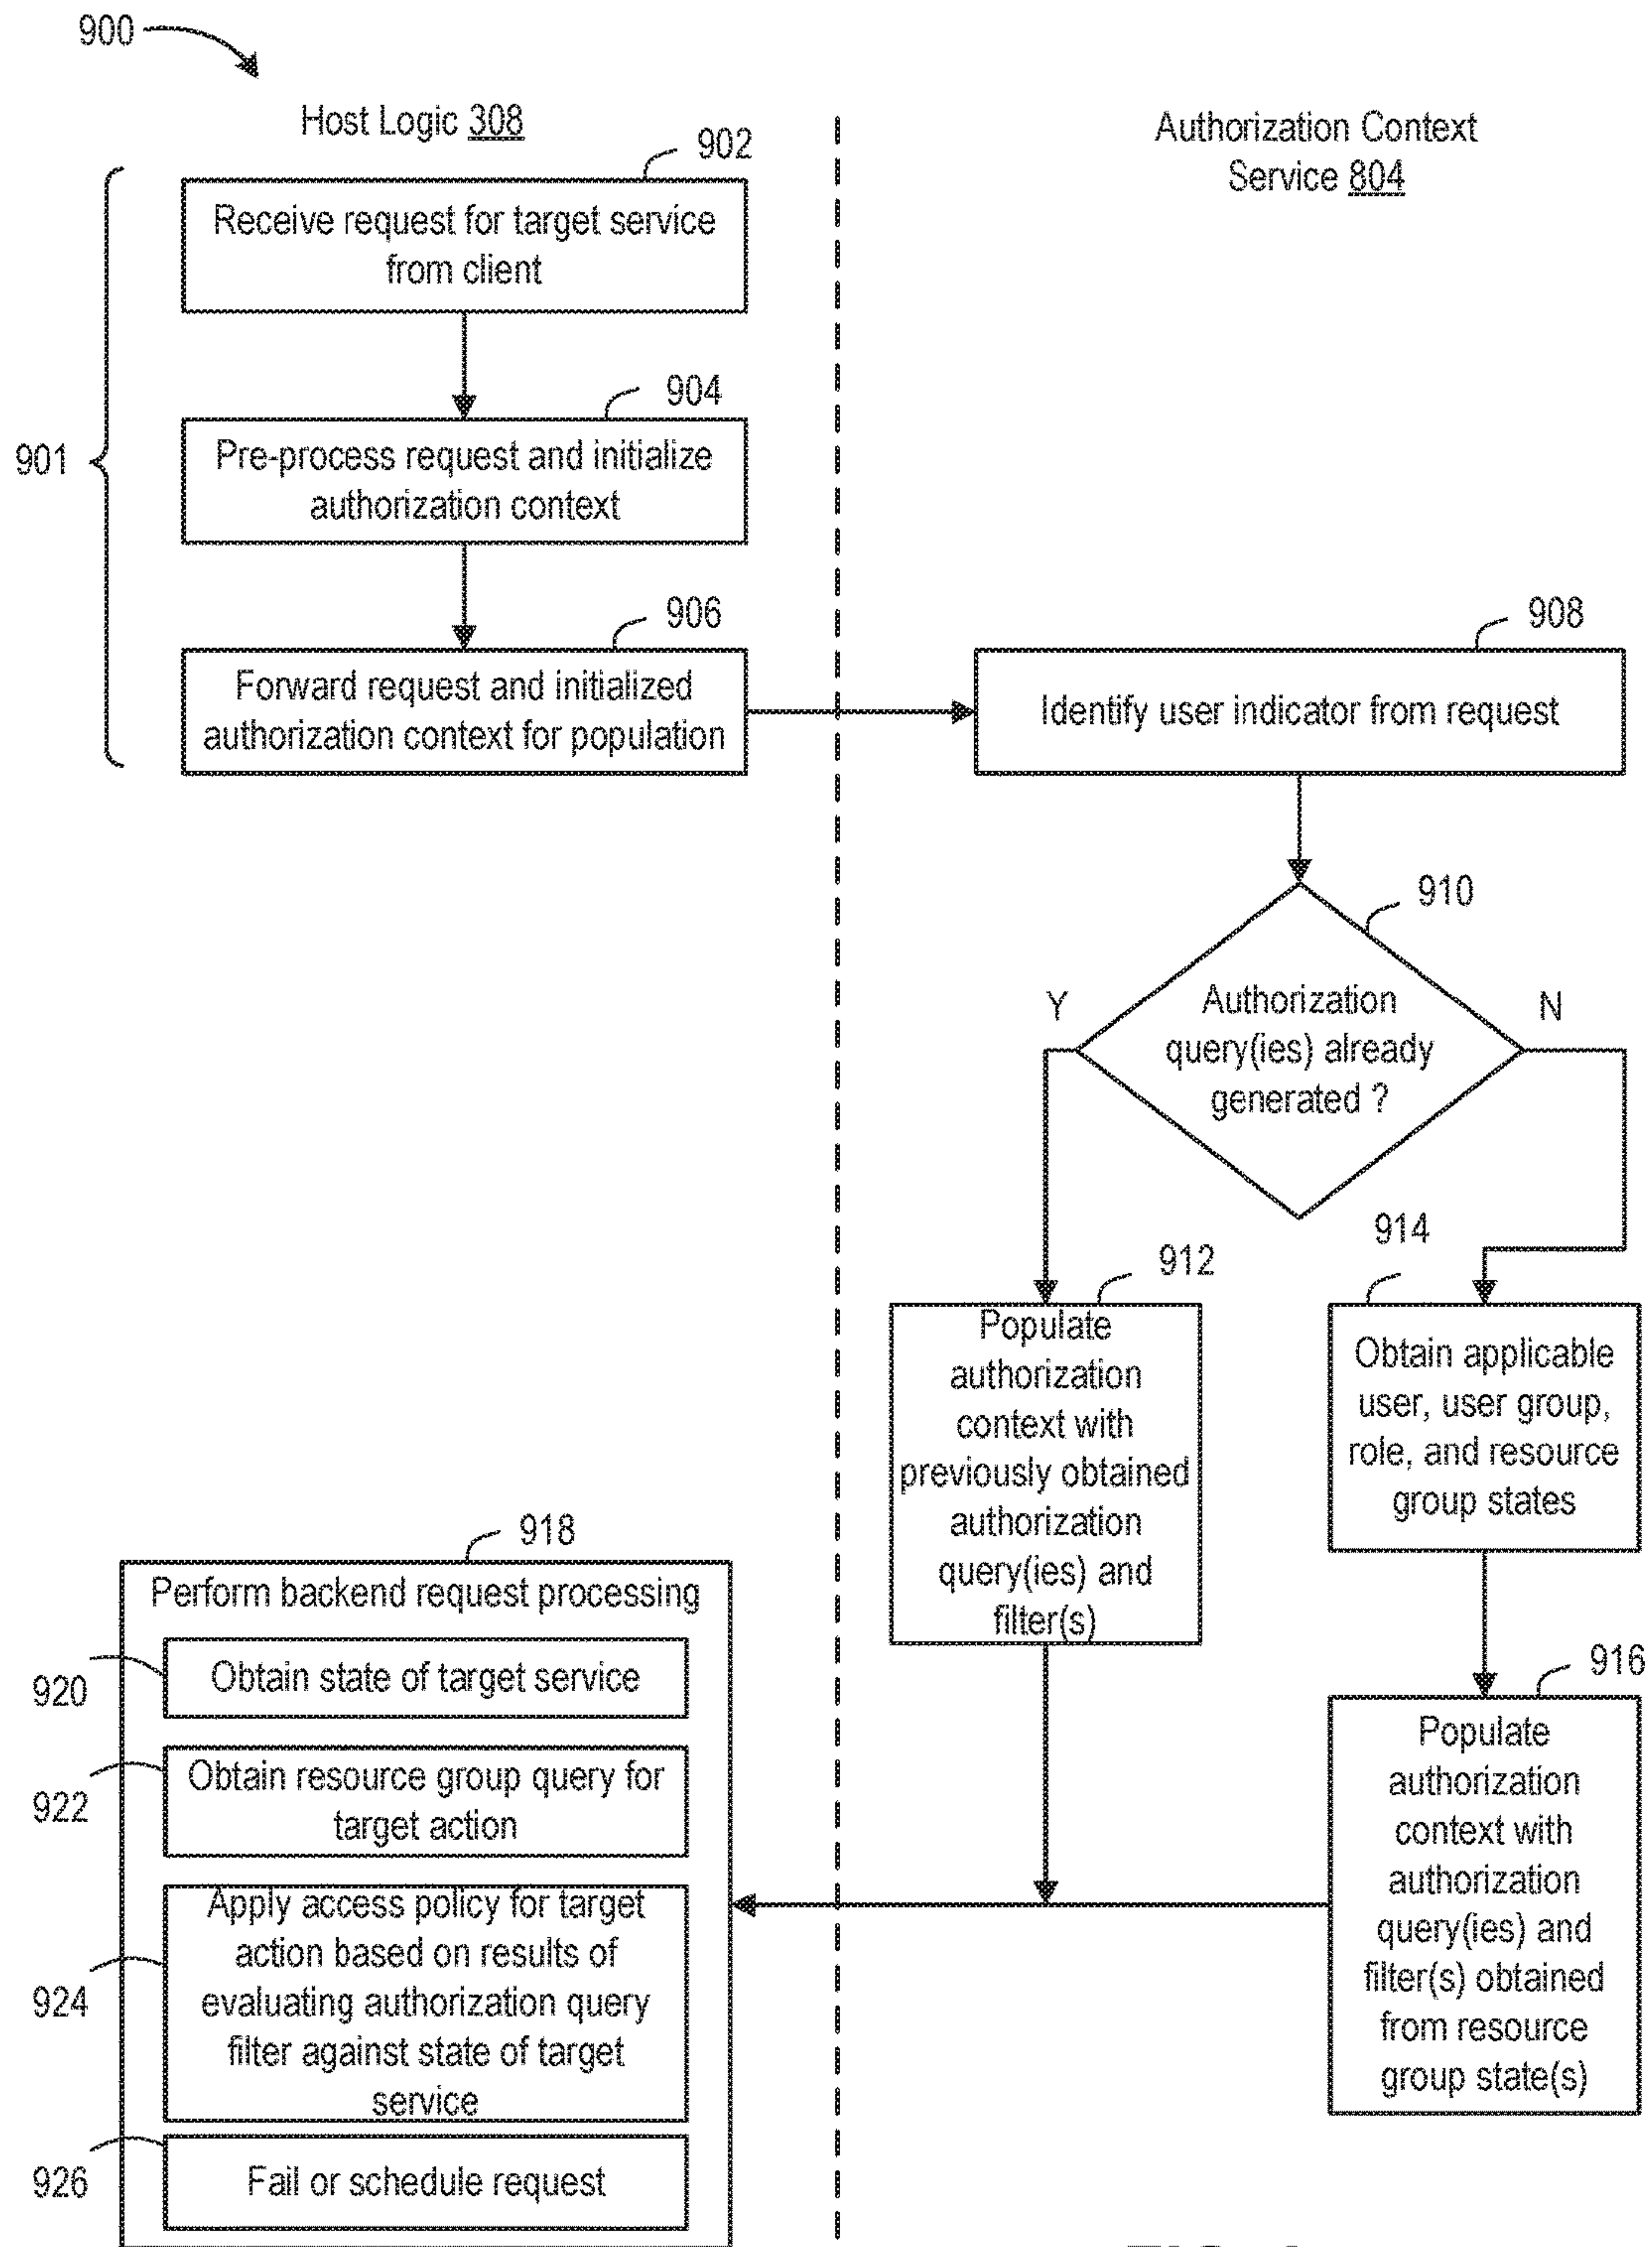 900
Host Logic 308
Authorization Context
Service 804
901
902
Receive request for target service
from client
904
Pre-process request and initialize
authorization context
906
Forward request and initialized
authorization context for population
908
Identify user indicator from request
910
Authorization
query(ies) already
generated ?
Y
N
912
Populate
authorization
context with
previously obtained
authorization
query(ies) and
filter(s)
914
Obtain applicable
user, user group,
role, and resource
group states
916
Populate
authorization
context with
authorization
query(ies) and
filter(s) obtained
from resource
group state(s)
918
Perform backend request processing
920
Obtain state of target service
922
Obtain resource group query for
target action
924
Apply access policy for target
action based on results of
evaluating authorization query
filter against state of target
service
926
Fail or schedule request